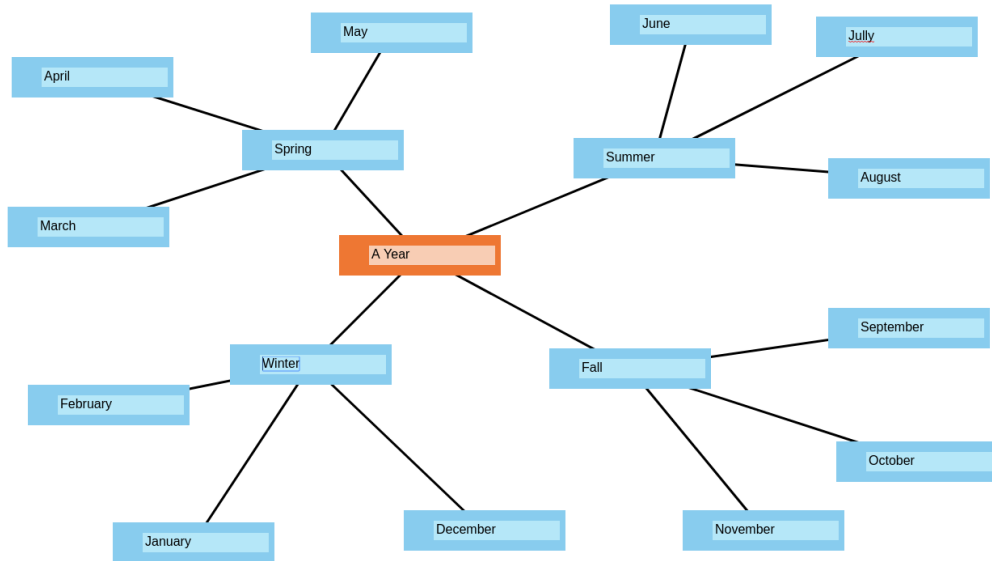 May
June
Jully
April
Spring
Summer
August
March
A Year
September
Winter
Fall
February
October
December
November
January